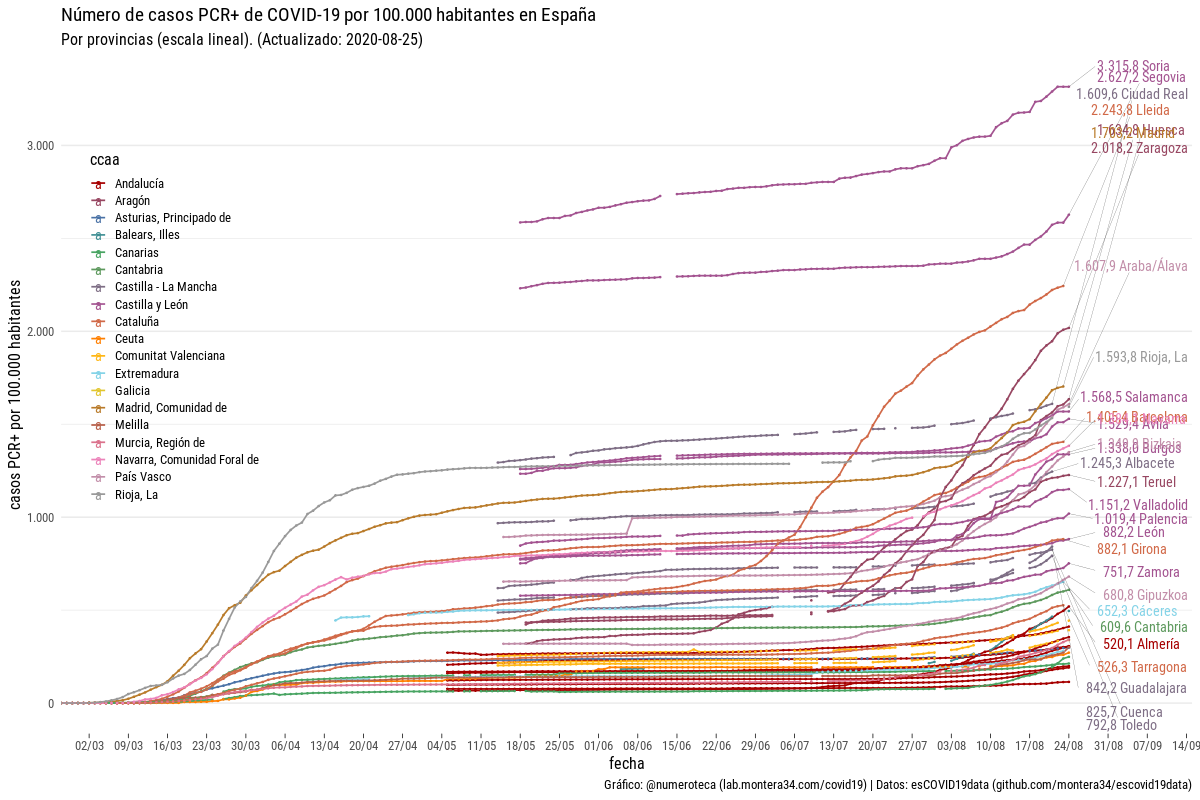 Número de casos PCR+ de COVID-19 por 100.000 habitantes en España
Por provincias (escala lineal). (Actualizado: 2020-08-25)
3.315,8 Soria
2.627,2 Segovia
1.609,6 Ciudad Real
2.243,8 Lleida
1.634,8 Huesca
Madrid
2.018,2 Zaragoza
1.607,9 Araba/Álava
1.593,8 Rioja, La
1.568,5 Salamanca
1.405,4 Barcelona
1.529,4 Ávila
Bizkaia
1.338,0 Burgos
1.245,3 Albacete
1.227,1 Teruel
1.151,2 Valladolid
1.019,4 Palencia
882,2 León
882,1 Girona
751,7 Zamora
680,8 Gipuzkoa
652,3 Cáceres
609,6 Cantabria
520,1 Almería
526,3 Tarragona
842,2 Guadalajara
825,7 Cuenca
792,8 Toledo
casos PCR+ por 100.000 habitantes
3.000
2.000
1.000
0
ccaa
Andalucía
Aragón
Asturias, Principado de
Balears, Illes
Canarias
Cantabria
Castilla - La Mancha
Castilla y León
Cataluña
Ceuta
Comunitat Valenciana
Extremadura
Galicia
Madrid, Comunidad de
Melilla
Murcia, Región de
Navarra, Comunidad Foral de
País Vasco
Rioja, La
02/03 09/03 16/03 23/03 30/03 06/04 13/04 20/04 27/04 04/05 11/05 18/05 25/05 01/06 08/06 15/06 22/06 29/06 06/07 13/07 20/07 27/07 03/08 10/08 17/08 24/08 31/08 07/09 14/09
fecha
Gráfico: @numeroteca (lab.montera34.com/covid19) | Datos: esCOVID19data (github.com/montera34/escovid19data)